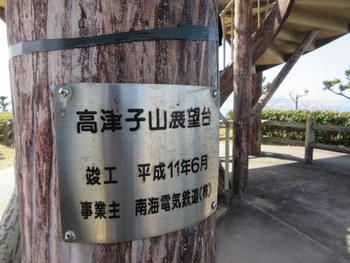 高津子山展望台
竣工 平成11年6月
事業主 南海電気鉄道(株)